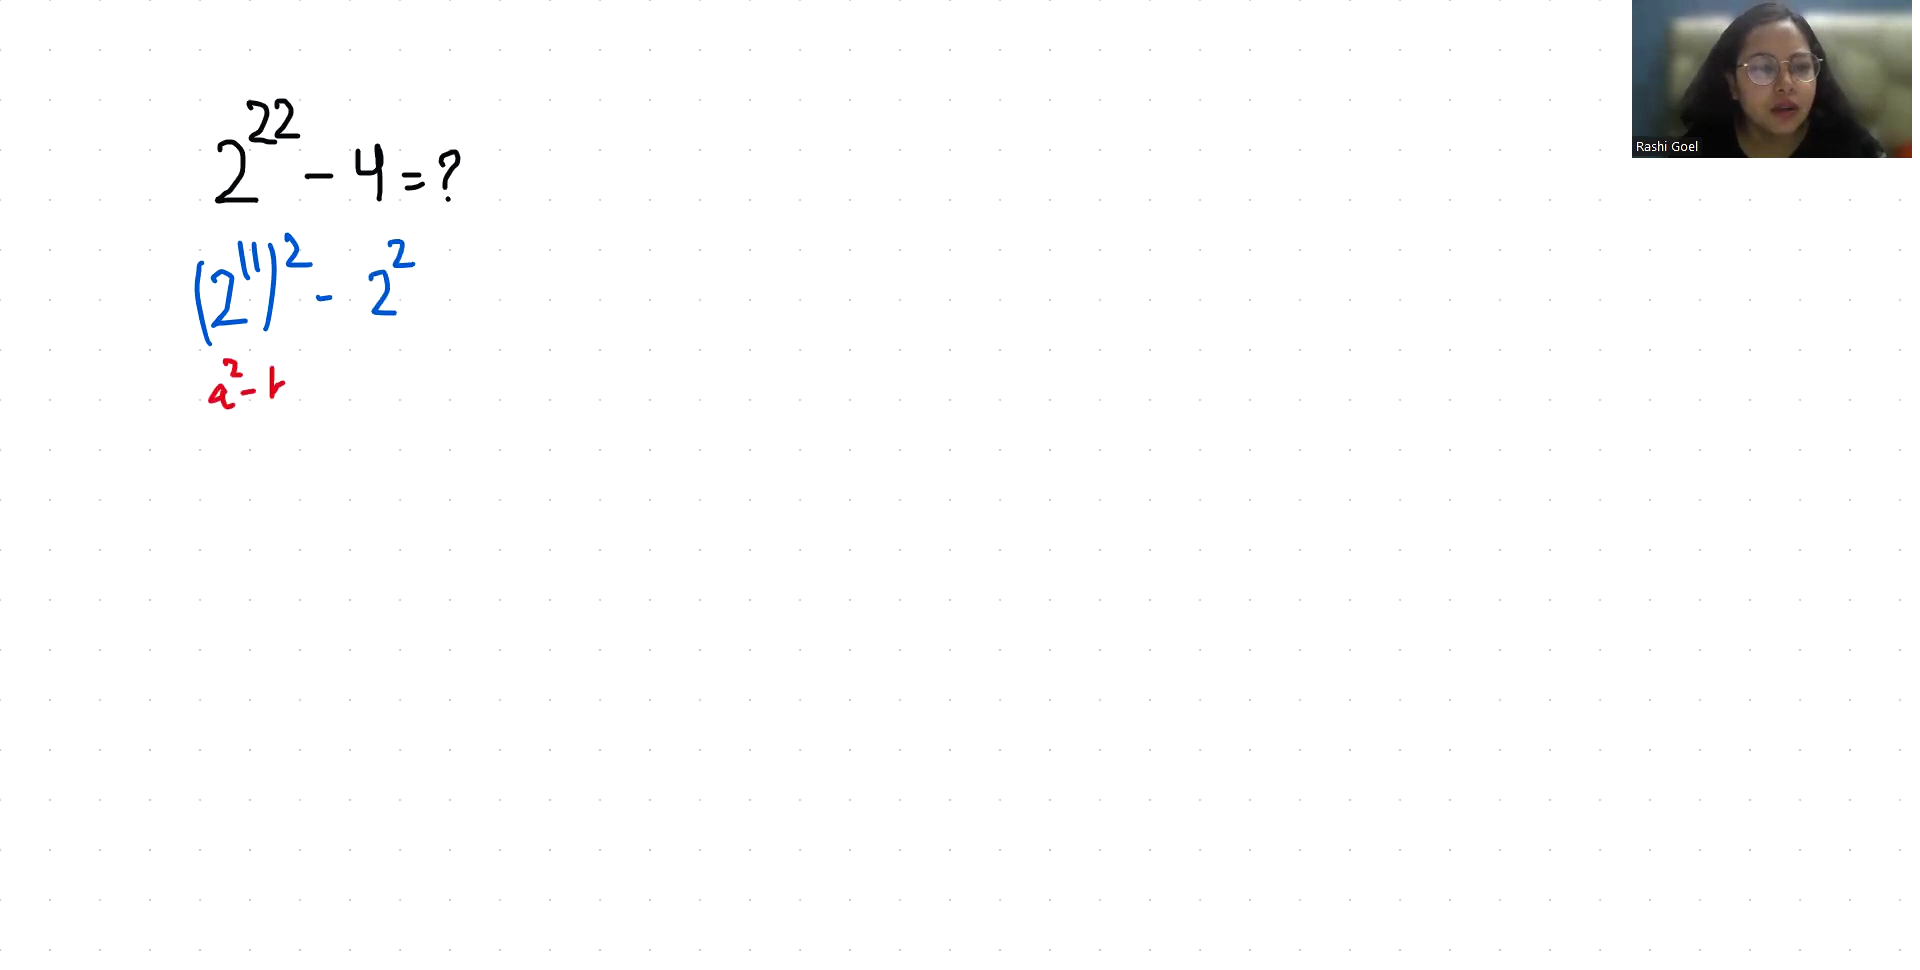 2^22 - 4 = ?
(2^11)^2 - 2^2
a^2 -
Rashi Goel